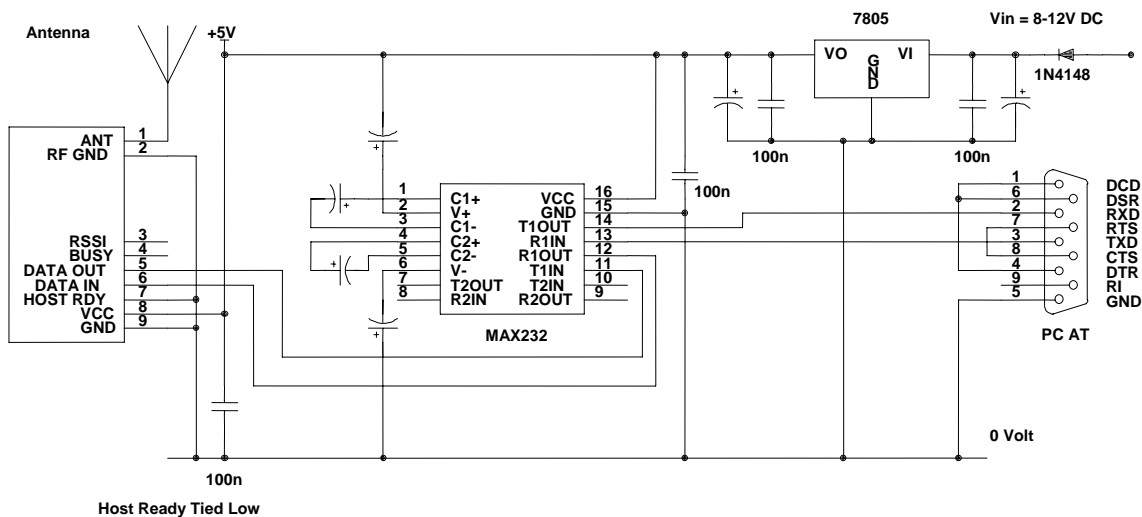 7805
Vin = 8-12V DC
Antenna
+5V
VO
GND
VI
1N4148
+
+
100n
100n
+
1
ANT
2
RF GND
RSSI
3
BUSY
4
DATA OUT
5
DATA IN
6
HOST RDY
7
VCC
8
GND
9
+
+
+
1
C1+
2
V+
3
C1-
4
C2+
5
C2-
6
V-
7
T2OUT
8
R2IN
VCC
16
GND
15
T1OUT
14
R1IN
13
R1OUT
12
T1IN
11
T2IN
10
R2OUT
9
MAX232
100n
1
DCD
6
DSR
2
RXD
7
RTS
3
TXD
8
CTS
4
DTR
9
RI
5
GND
PC AT
0 Volt
100n
Host Ready Tied Low